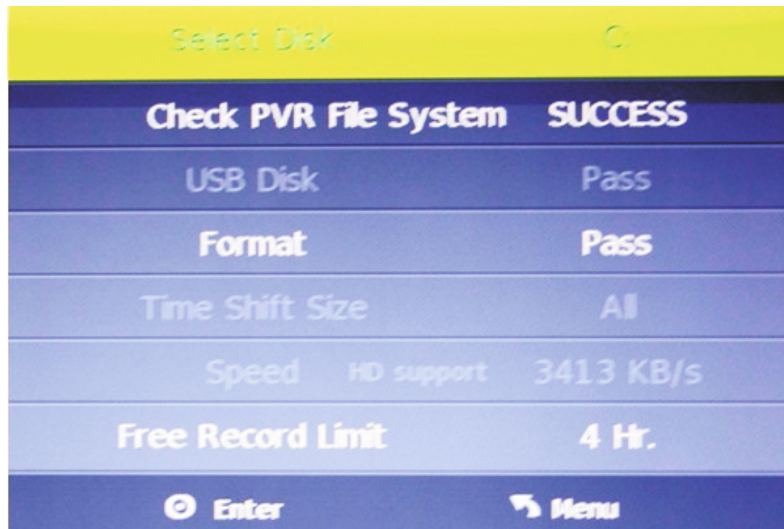 Select Disk C:
Check PVR File System SUCCESS
USB Disk Pass
Format Pass
Time Shift Size All
Speed HD support 3413 KB/s
Free Record Limit 4 Hr.
Enter Menu